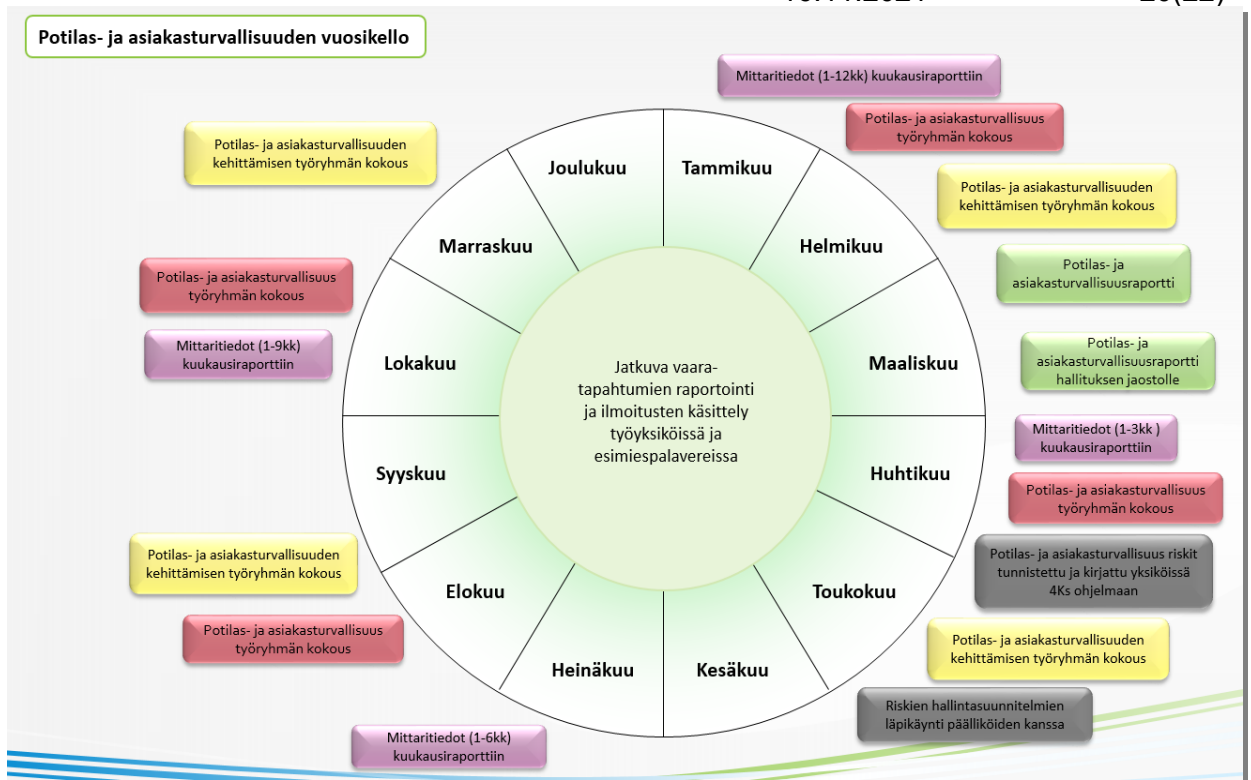 Potilas- ja asiakasturvallisuuden vuosikello
Mittaritiedot (1-12kk) kuukausiraporttiin
Potilas- ja asiakasturvallisuus
työryhmän kokous
Potilas- ja asiakasturvallisuuden
kehittämisen työryhmän kokous
Potilas- ja
asiakasturvallisuusraportti
Potilas- ja
asiakasturvallisuusraportti
hallituksen jaostolle
Mittaritiedot (1-3kk )
kuukausiraporttiin
Potilas- ja asiakasturvallisuus
työryhmän kokous
Potilas- ja asiakasturvallisuus riskit
tunnistettu ja kirjattu yksiköissä
4Ks ohjelmaan
Potilas- ja asiakasturvallisuuden
kehittämisen työryhmän kokous
Riskien hallintasuunnitelmien
läpikäynti päälliköiden kanssa
Mittaritiedot (1-6kk)
kuukausiraporttiin
Potilas- ja asiakasturvallisuus
työryhmän kokous
Potilas- ja asiakasturvallisuuden
kehittämisen työryhmän kokous
Mittaritiedot (1-9kk)
kuukausiraporttiin
Potilas- ja asiakasturvallisuus
työryhmän kokous
Potilas- ja asiakasturvallisuuden
kehittämisen työryhmän kokous
Tammikuu
Helmikuu
Maaliskuu
Huhtikuu
Toukokuu
Kesäkuu
Heinäkuu
Elokuu
Syyskuu
Lokakuu
Marraskuu
Joulukuu
Jatkuva vaara-
tapahtumien raportointi
ja ilmoitusten käsittely
työyksiköissä ja
esimiespalavereissa